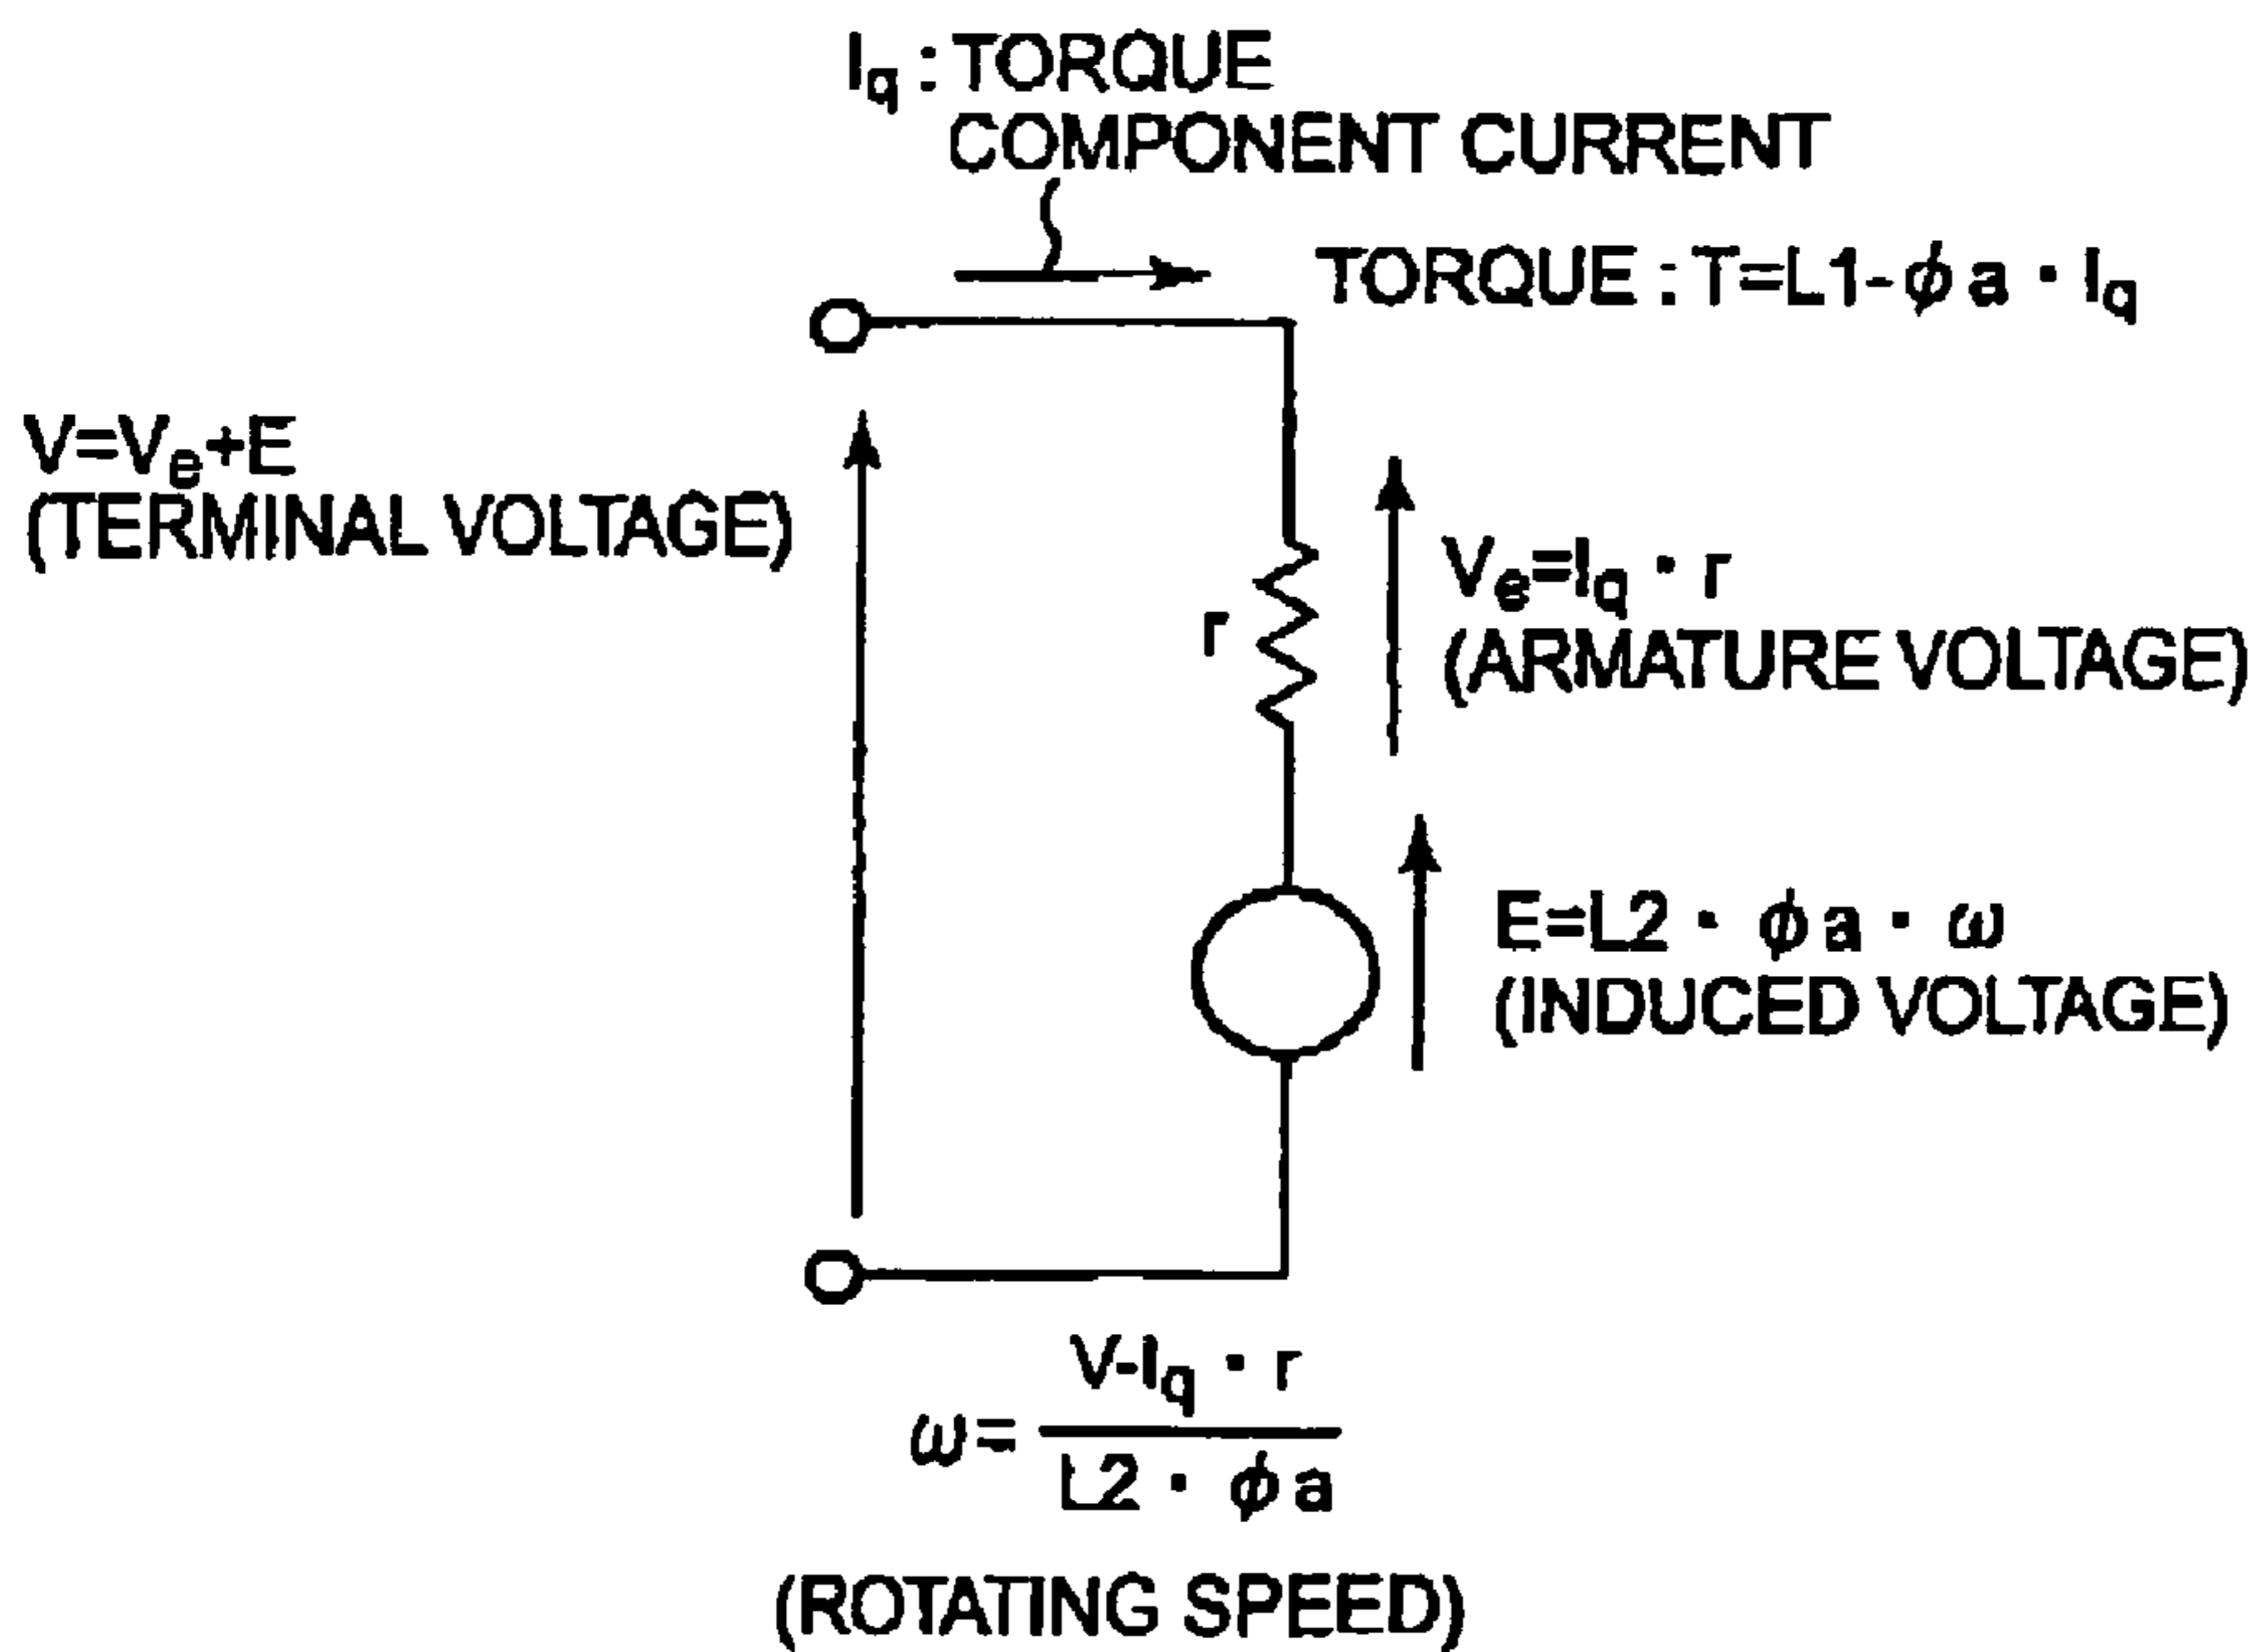 Iq : TORQUE
COMPONENT CURRENT
TORQUE : T=L1-ϕa・Iq
V=Ve+E
(TERMINAL VOLTAGE)
r
Ve=Iq・r
(ARMATURE VOLTAGE)
E=L2・ϕa・ω
(INDUCED VOLTAGE)
V-Iq・r
ω=
L2・ϕa
(ROTATING SPEED)